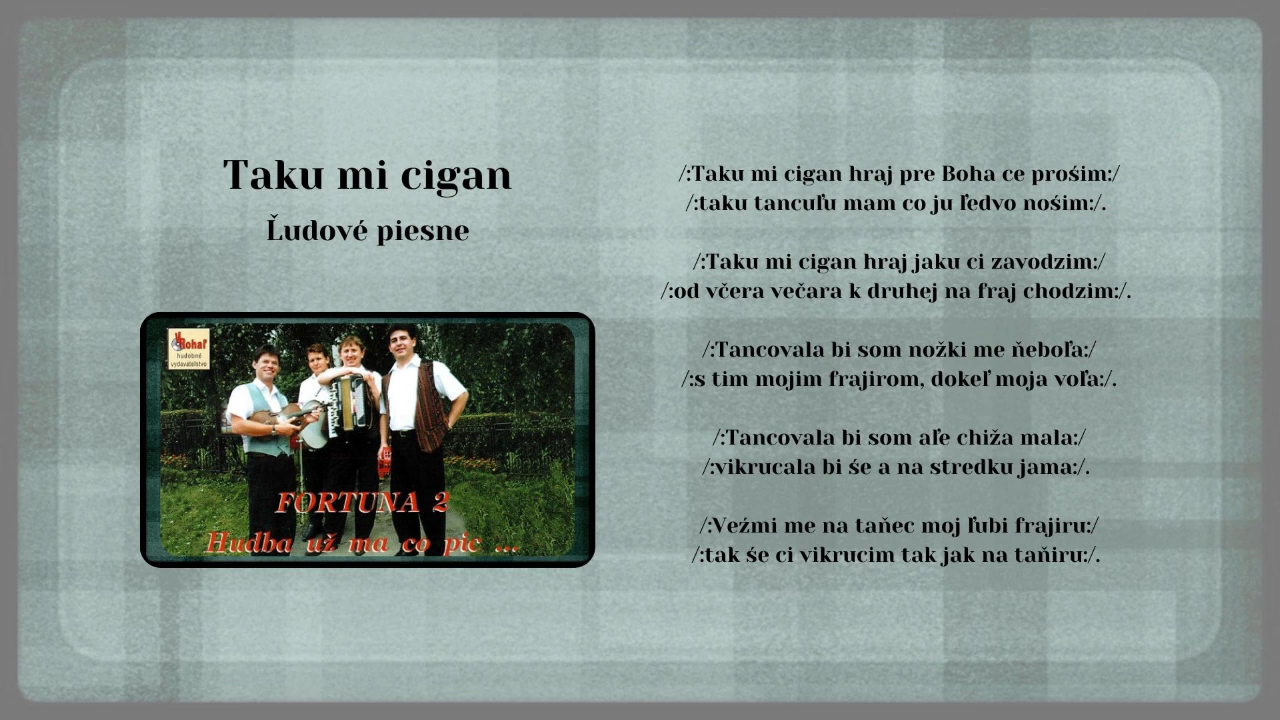 Taku mi cigan
Ľudové piesne
Rohaľ
hudobné
vydavateľstvo
FORTUNA 2
Hudba už ma co pic ...
/:Taku mi cigan hraj pre Boha ce prośim:/
/:taku tancuľu mam co ju ľedvo nośim:/.
/:Taku mi cigan hraj jaku ci zavodzim:/
/:od včera večara k druhej na fraj chodzim:/.
/:Tancovala bi som nožki me ňeboľa:/
/:s tim mojim frajirom, dokeľ moja voľa:/.
/:Tancovala bi som aľe chiža mala:/
/:vikrucala bi śe a na stredku jama:/.
/:Veźmi me na taňec moj ľubi frajiru:/
/:tak śe ci vikrucim tak jak na taňiru:/.